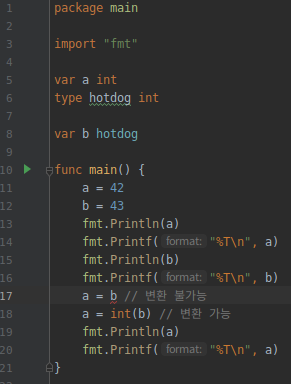 1 package main
2
3 import "fmt"
4
5 var a int
6 type hotdog int
7
8 var b hotdog
9
10 func main() {
11 a = 42
12 b = 43
13 fmt.Println(a)
14 fmt.Printf( format: "%T\n", a)
15 fmt.Println(b)
16 fmt.Printf( format: "%T\n", b)
17 a = b // 변환 불가능
18 a = int(b) // 변환 가능
19 fmt.Println(a)
20 fmt.Printf( format: "%T\n", a)
21 }